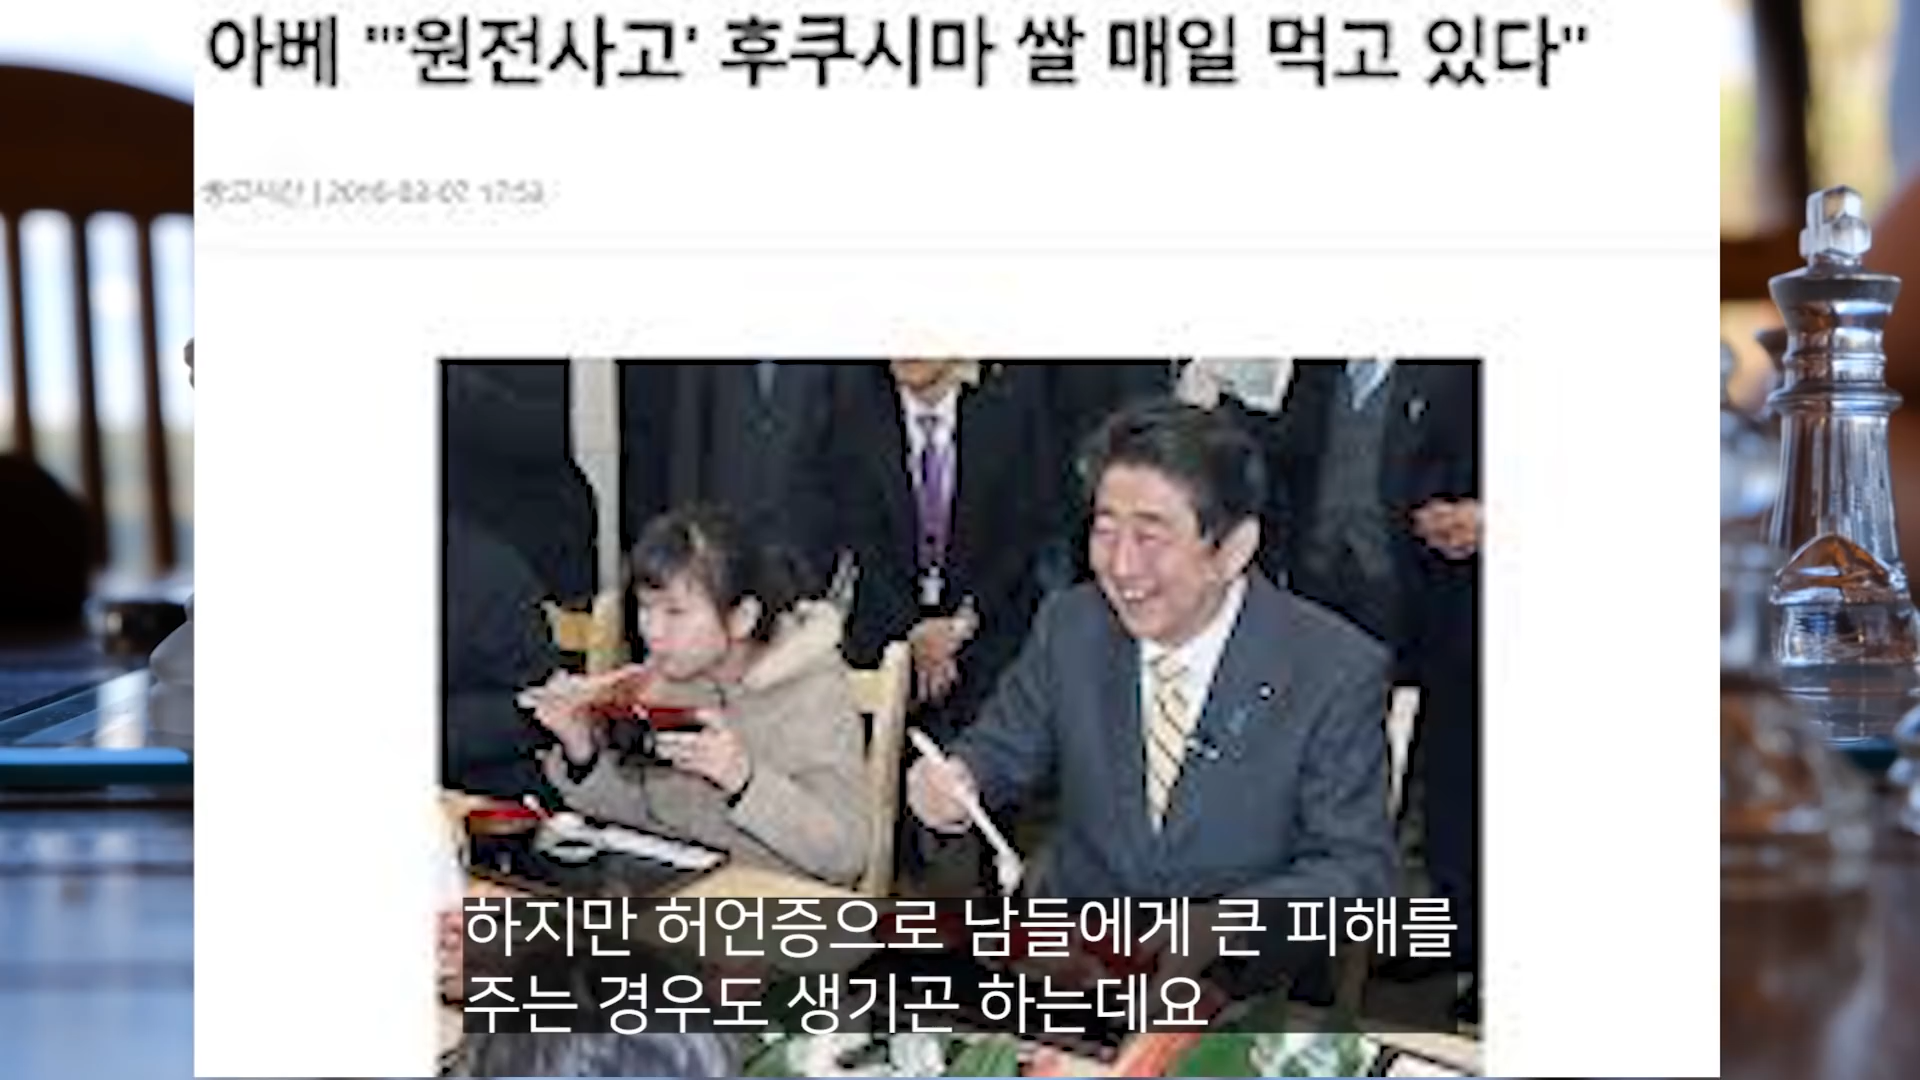 아베 "'원전사고' 후쿠시마 쌀 매일 먹고 있다"
하지만 허언증으로 남들에게 큰 피해를
주는 경우도 생기곤 하는데요